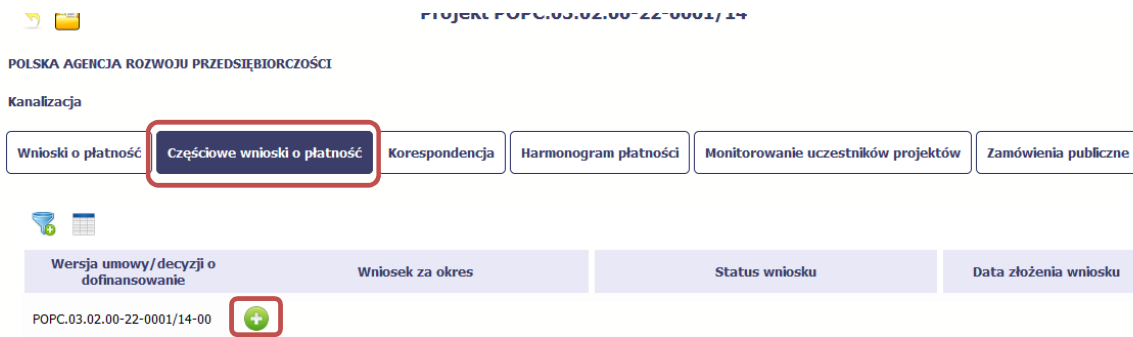 Projekt POPC.03.02.00-22-0001/14
POLSKA AGENCJA ROZWOJU PRZEDSIĘBIORCZOŚCI
Kanalizacja
Wnioski o płatność Częściowe wnioski o płatność Korespondencja Harmonogram płatności Monitorowanie uczestników projektów Zamówienia publiczne
Wersja umowy/decyzji o
dofinansowanie
Wniosek za okres
Status wniosku
Data złożenia wniosku
POPC.03.02.00-22-0001/14-00